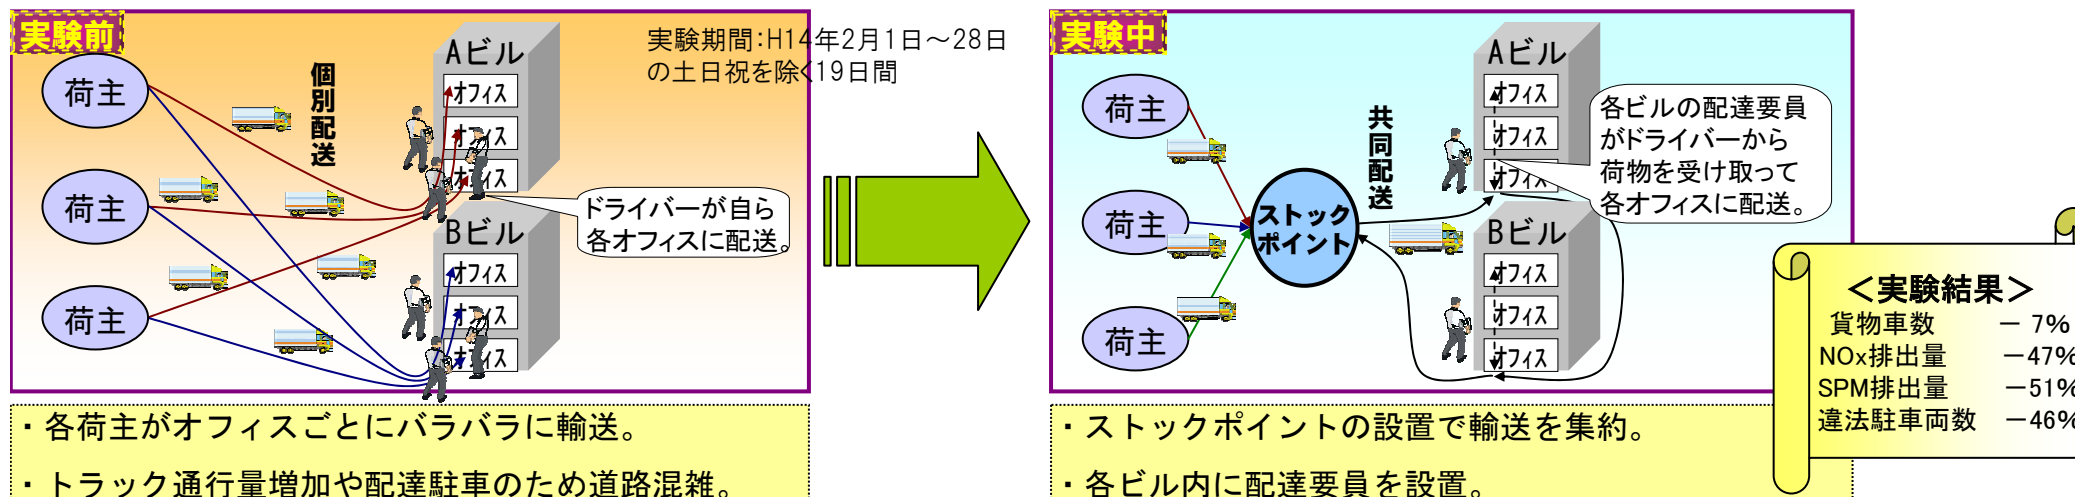 実験前
実験期間:H14年2月1日～28日
の土日祝を除く19日間
荷主
荷主
荷主
個別配送
Aビル
オフィス
オフィス
オフィス
Bビル
オフィス
オフィス
オフィス
ドライバーが自ら
各オフィスに配送。
・各荷主がオフィスごとにバラバラに輸送。
・トラック通行量増加や配達駐車のため道路混雑。
実験中
荷主
荷主
荷主
ストック
ポイント
共同配送
Aビル
オフィス
オフィス
オフィス
Bビル
オフィス
オフィス
オフィス
各ビルの配達要員
がドライバーから
荷物を受け取って
各オフィスに配送。
・ストックポイントの設置で輸送を集約。
・各ビル内に配達要員を設置。
＜実験結果＞
貨物車数 － 7%
NOx排出量 －47%
SPM排出量 －51%
違法駐車両数 －46%